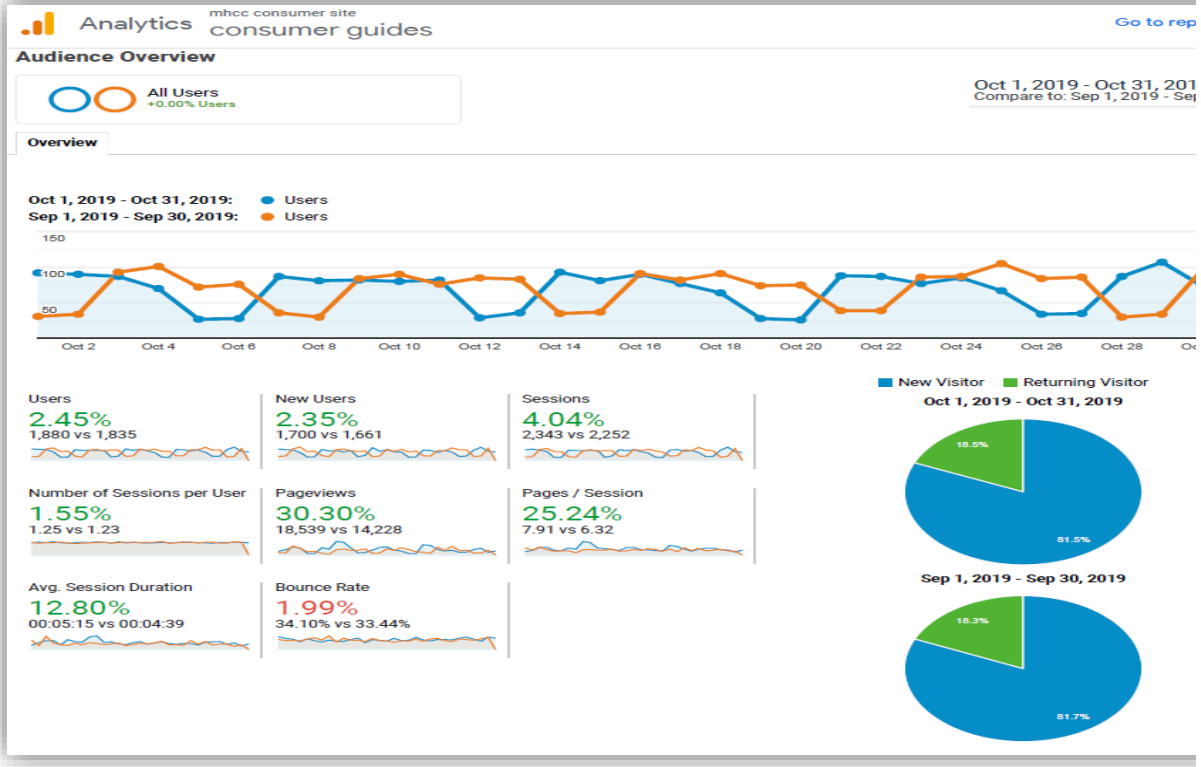 Analytics
mhcc consumer site
consumer guides
Go to rep
Audience Overview
All Users
+0.00% Users
Oct 1, 2019 - Oct 31, 201
Compare to: Sep 1, 2019 - Sep
Overview
Oct 1, 2019 - Oct 31, 2019: Users
Sep 1, 2019 - Sep 30, 2019: Users
150
100
50
Oct 2 Oct 4 Oct 6 Oct 8 Oct 10 Oct 12 Oct 14 Oct 16 Oct 18 Oct 20 Oct 22 Oct 24 Oct 26 Oct 28 Oc
Users
2.45%
1,880 vs 1,835
New Users
2.35%
1,700 vs 1,661
Sessions
4.04%
2,343 vs 2,252
Number of Sessions per User
1.55%
1.25 vs 1.23
Pageviews
30.30%
18,539 vs 14,228
Pages / Session
25.24%
7.91 vs 6.32
Avg. Session Duration
12.80%
00:05:15 vs 00:04:39
Bounce Rate
1.99%
34.10% vs 33.44%
New Visitor Returning Visitor
Oct 1, 2019 - Oct 31, 2019
18.5%
81.5%
Sep 1, 2019 - Sep 30, 2019
18.3%
81.7%